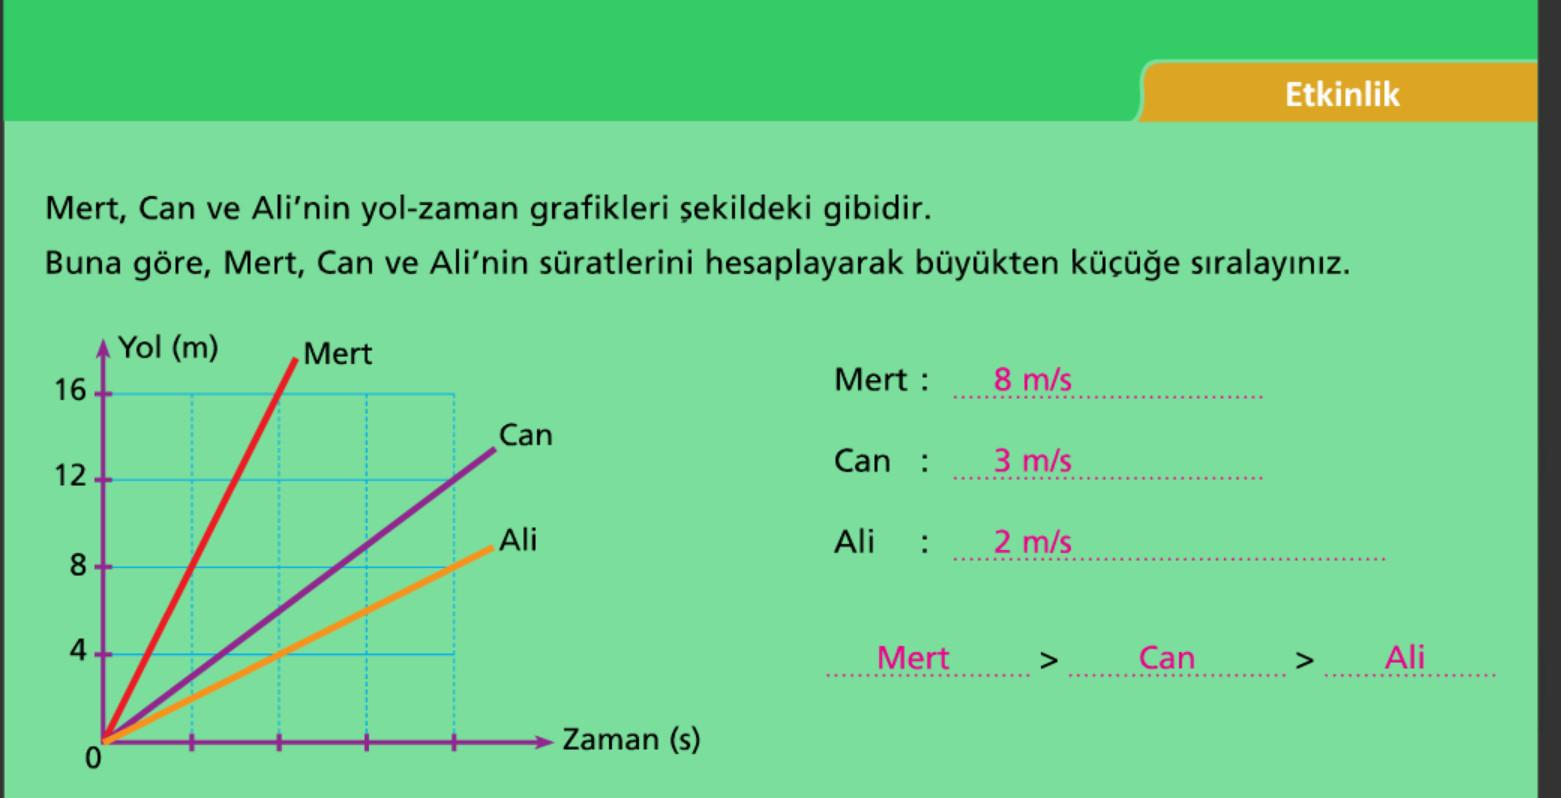 Etkinlik
Mert, Can ve Ali'nin yol-zaman grafikleri şekildeki gibidir.
Buna göre, Mert, Can ve Ali'nin süratlerini hesaplayarak büyükten küçüğe sıralayınız.
Yol (m)
Mert
16
Can
12
Ali
8
4
0
Zaman (s)
Mert : 8 m/s
Can : 3 m/s
Ali : 2 m/s
Mert > Can > Ali